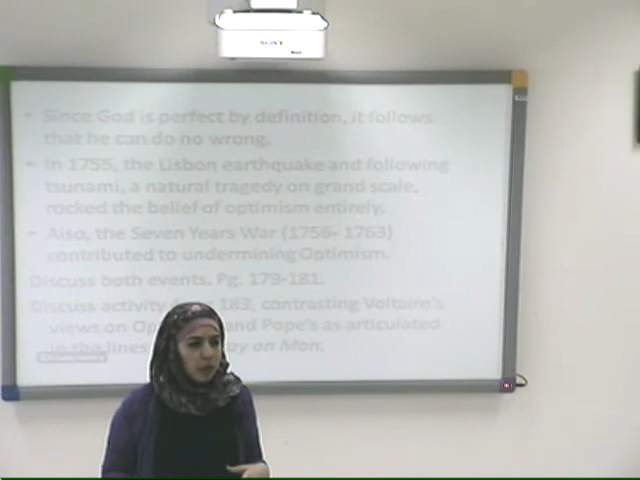 • Since God is perfect by definition, it follows
that he can do no wrong.
• In 1755, the Lisbon earthquake and following
tsunami, a natural tragedy on grand scale,
rocked the belief of optimism entirely.
• Also, the Seven Years War (1756- 1763)
contributed to undermining Optimism.
Discuss both events. Pg. 179-181.
Discuss activity 183, contrasting Voltaire's
views on and Pope's as articulated
in the lines on Man.